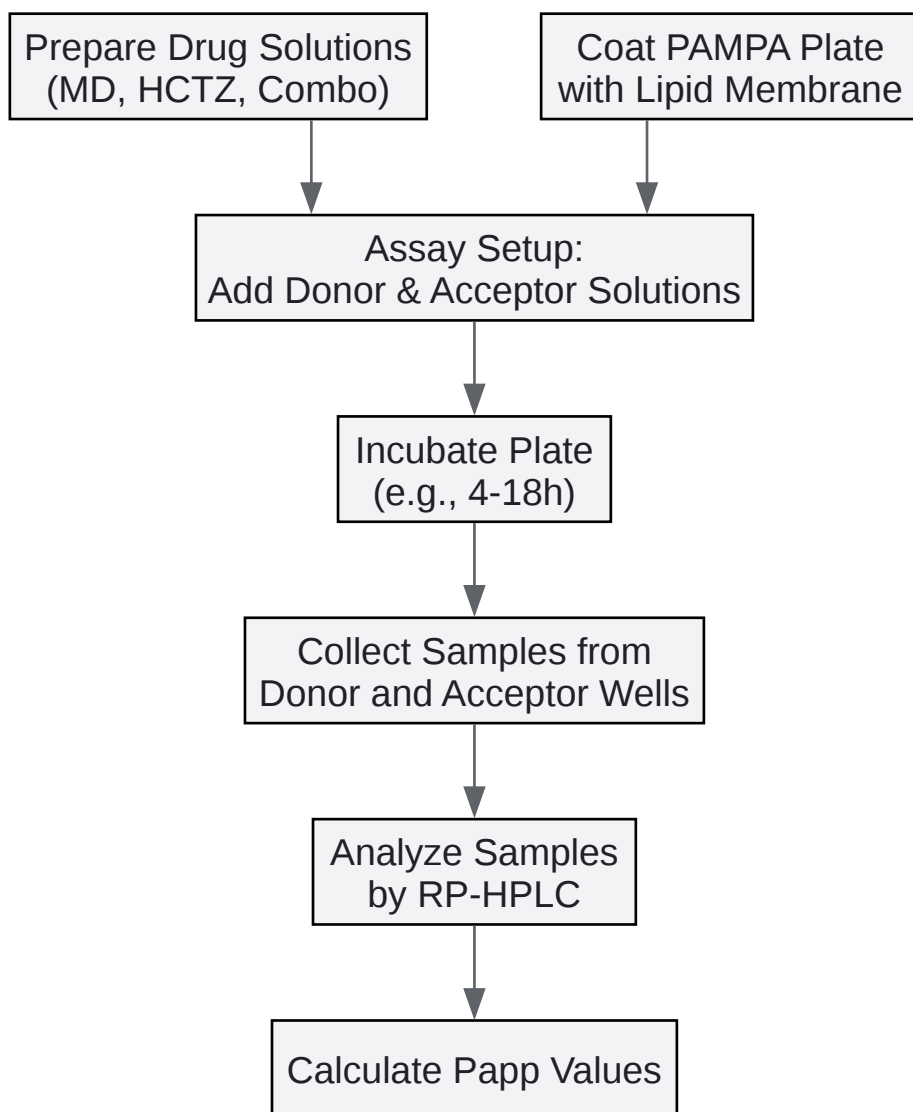 Prepare Drug Solutions
(MD, HCTZ, Combo)
Coat PAMPA Plate
with Lipid Membrane
Assay Setup:
Add Donor & Acceptor Solutions
Incubate Plate
(e.g., 4-18h)
Collect Samples from
Donor and Acceptor Wells
Analyze Samples
by RP-HPLC
Calculate Papp Values